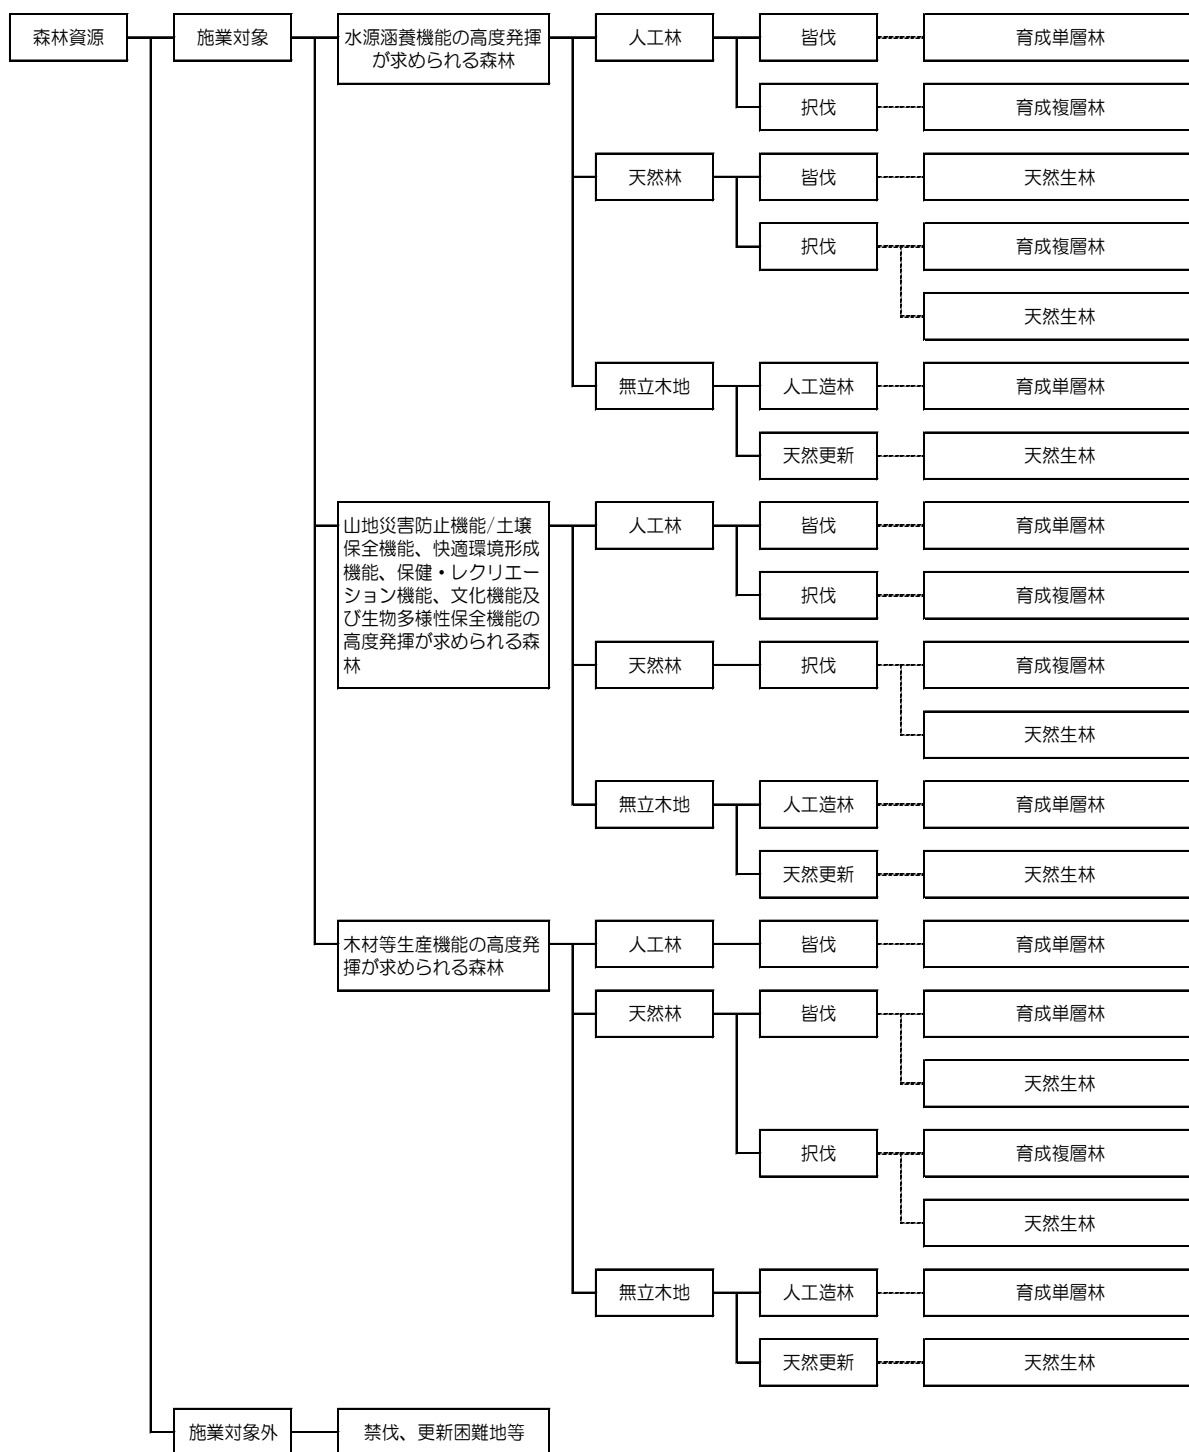 森林資源
施業対象
水源涵養機能の高度発揮
が求められる森林
人工林
皆伐
育成単層林
択伐
育成複層林
天然林
皆伐
天然生林
択伐
育成複層林
天然生林
無立木地
人工造林
育成単層林
天然更新
天然生林
山地災害防止機能/土壌
保全機能、快適環境形成
機能、保健・レクリエー
ション機能、文化機能及
び生物多様性保全機能の
高度発揮が求められる森
林
人工林
皆伐
育成単層林
択伐
育成複層林
天然林
択伐
育成複層林
天然生林
無立木地
人工造林
育成単層林
天然更新
天然生林
木材等生産機能の高度発
揮が求められる森林
人工林
皆伐
育成単層林
天然林
皆伐
育成単層林
天然生林
択伐
育成複層林
天然生林
無立木地
人工造林
育成単層林
天然更新
天然生林
施業対象外
禁伐、更新困難地等